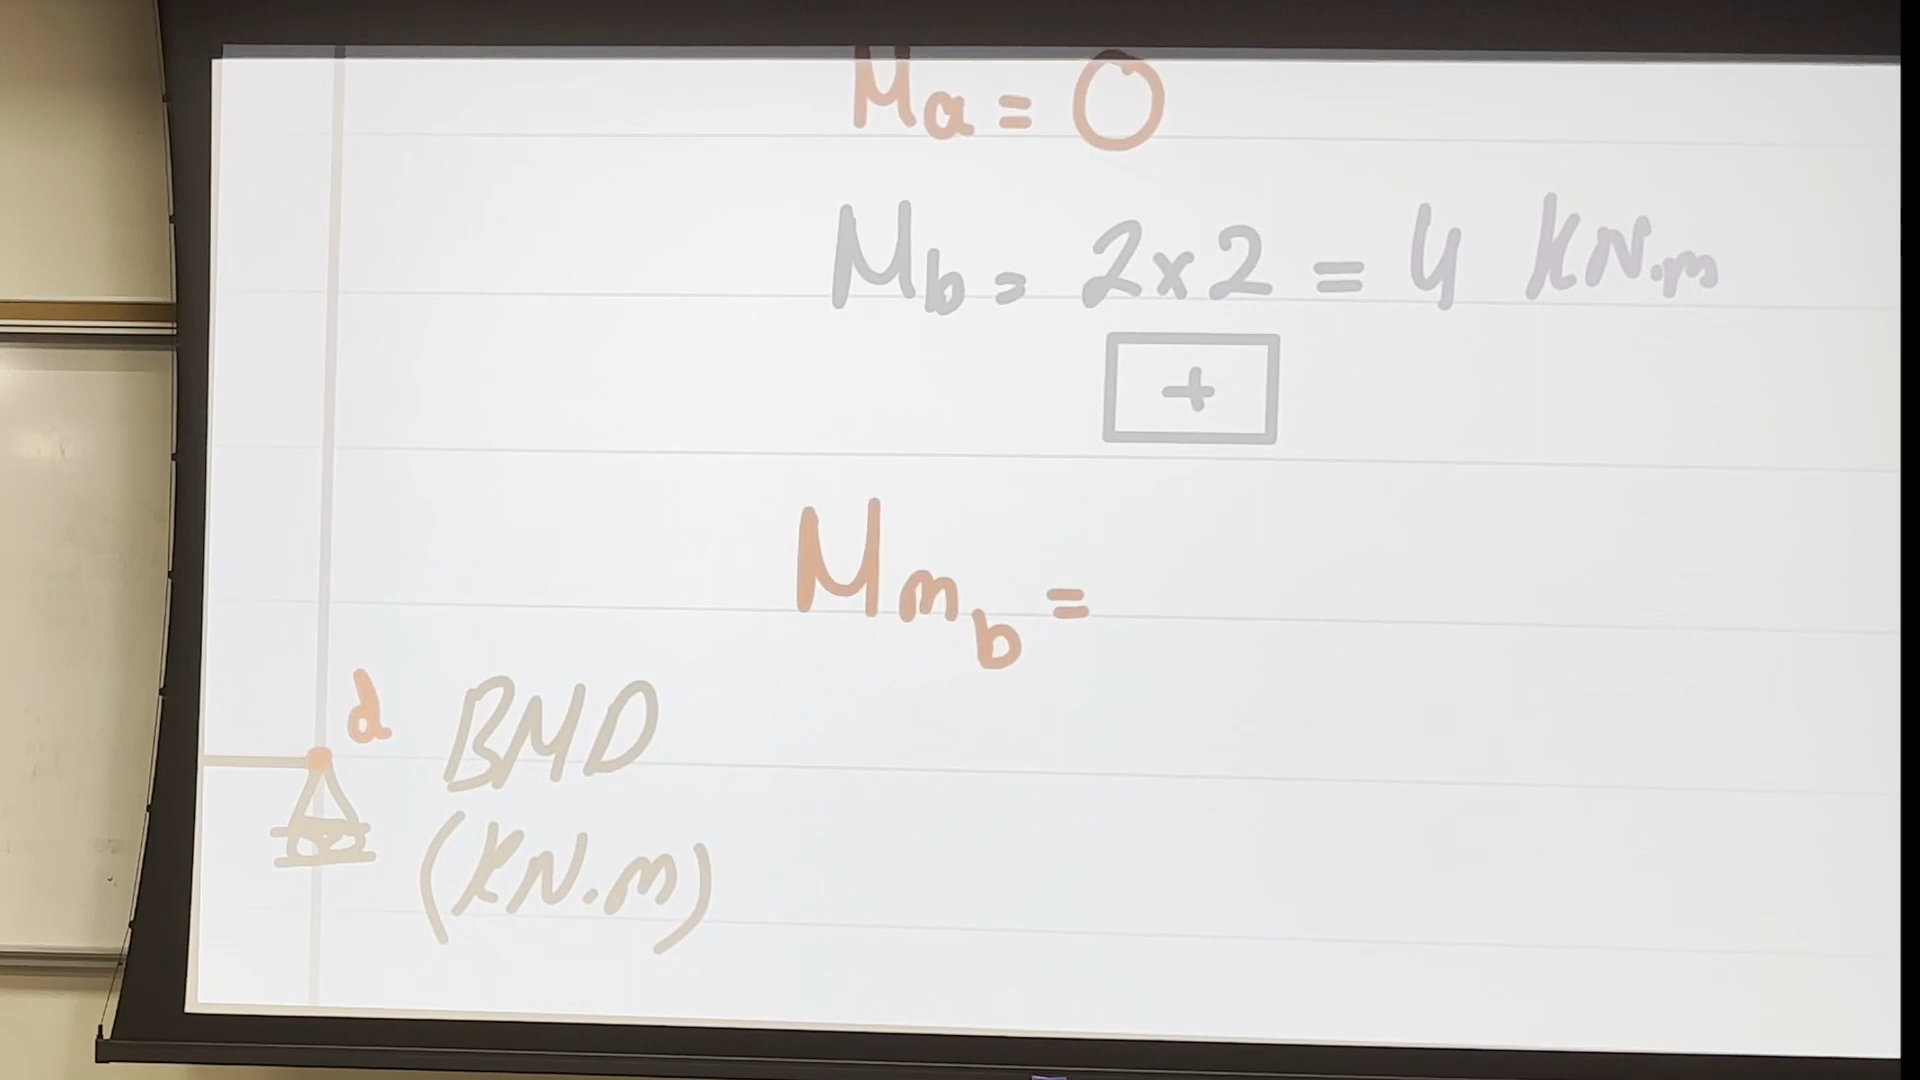 Ma = 0
Mb = 2x2 = 4 KN.m
+
Mmb =
d BMD
(KN.m)